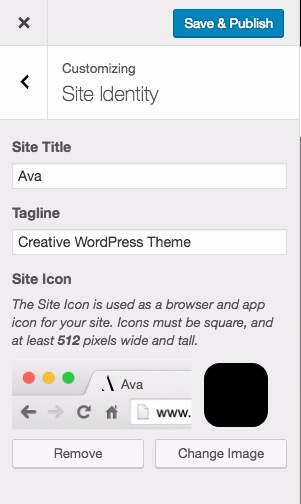 Save & Publish
Customizing
Site Identity
Site Title
Ava
Tagline
Creative WordPress Theme
Site Icon
The Site Icon is used as a browser and app
icon for your site. Icons must be square, and
at least 512 pixels wide and tall.
Ava
www.
Remove
Change Image